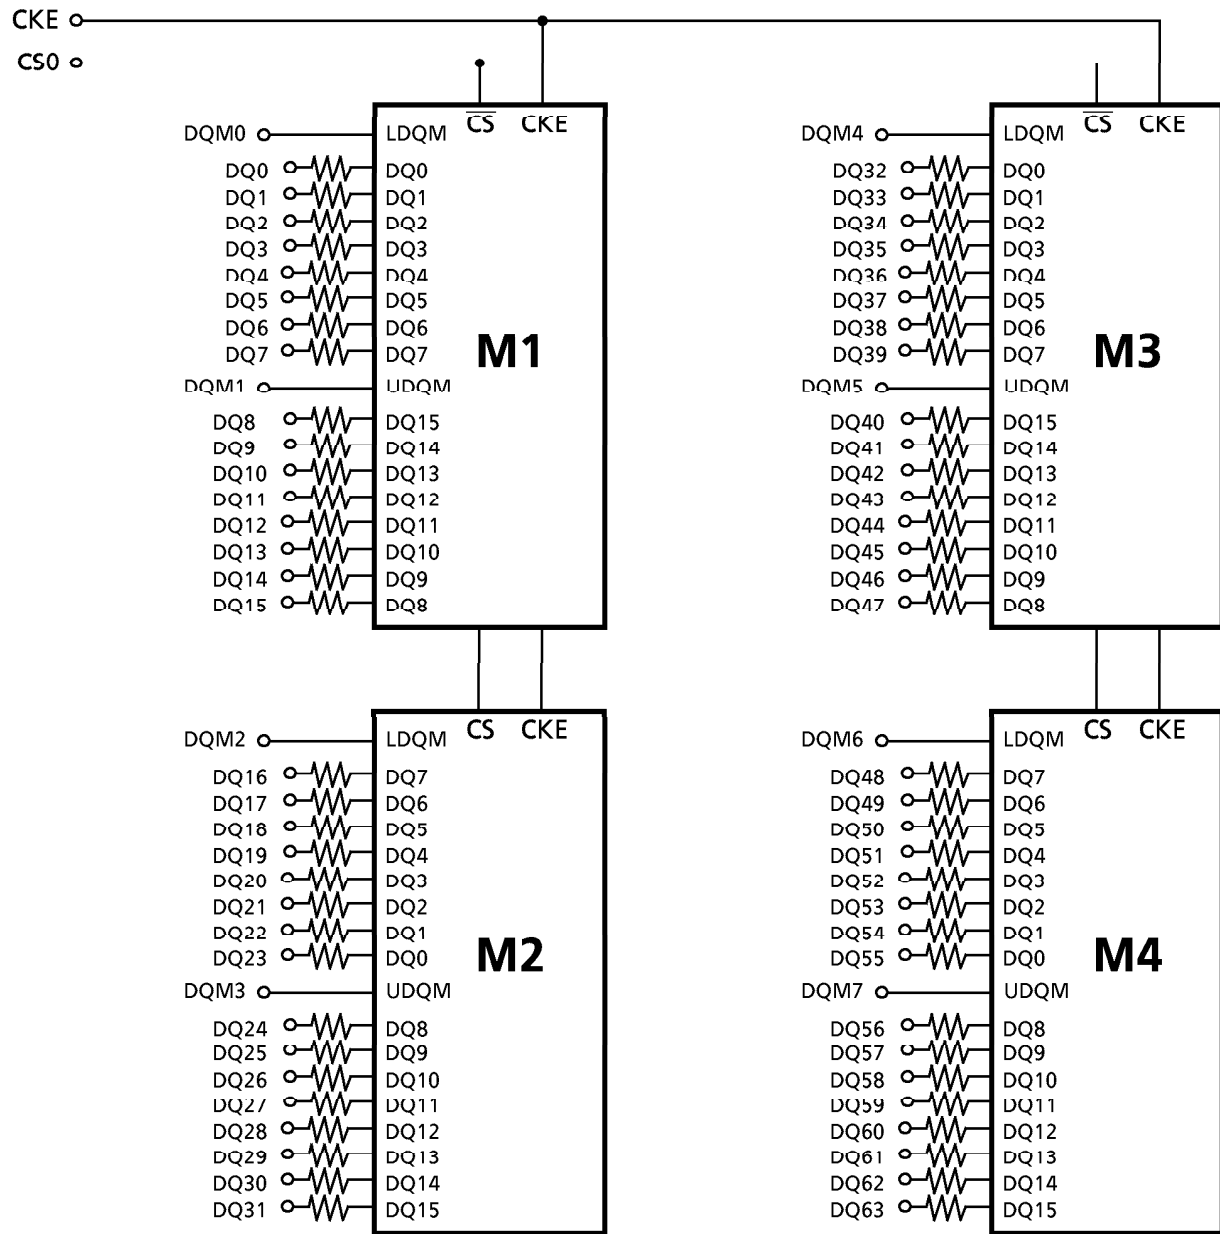 CKE
CS0
CS CKE
DQM0 LDQM
DQ0 DQ0
DQ1 DQ1
DQ2 DQ2
DQ3 DQ3
DQ4 DQ4
DQ5 DQ5
DQ6 DQ6
DQ7 DQ7
M1
DQM1 UDQM
DQ8 DQ15
DQ9 DQ14
DQ10 DQ13
DQ11 DQ12
DQ12 DQ11
DQ13 DQ10
DQ14 DQ9
DQ15 DQ8
CS CKE
DQM4 LDQM
DQ32 DQ0
DQ33 DQ1
DQ34 DQ2
DQ35 DQ3
DQ36 DQ4
DQ37 DQ5
DQ38 DQ6
DQ39 DQ7
M3
DQM5 UDQM
DQ40 DQ15
DQ41 DQ14
DQ42 DQ13
DQ43 DQ12
DQ44 DQ11
DQ45 DQ10
DQ46 DQ9
DQ47 DQ8
CS CKE
DQM2 LDQM
DQ16 DQ7
DQ17 DQ6
DQ18 DQ5
DQ19 DQ4
DQ20 DQ3
DQ21 DQ2
DQ22 DQ1
DQ23 DQ0
M2
DQM3 UDQM
DQ24 DQ8
DQ25 DQ9
DQ26 DQ10
DQ27 DQ11
DQ28 DQ12
DQ29 DQ13
DQ30 DQ14
DQ31 DQ15
CS CKE
DQM6 LDQM
DQ48 DQ7
DQ49 DQ6
DQ50 DQ5
DQ51 DQ4
DQ52 DQ3
DQ53 DQ2
DQ54 DQ1
DQ55 DQ0
M4
DQM7 UDQM
DQ56 DQ8
DQ57 DQ9
DQ58 DQ10
DQ59 DQ11
DQ60 DQ12
DQ61 DQ13
DQ62 DQ14
DQ63 DQ15